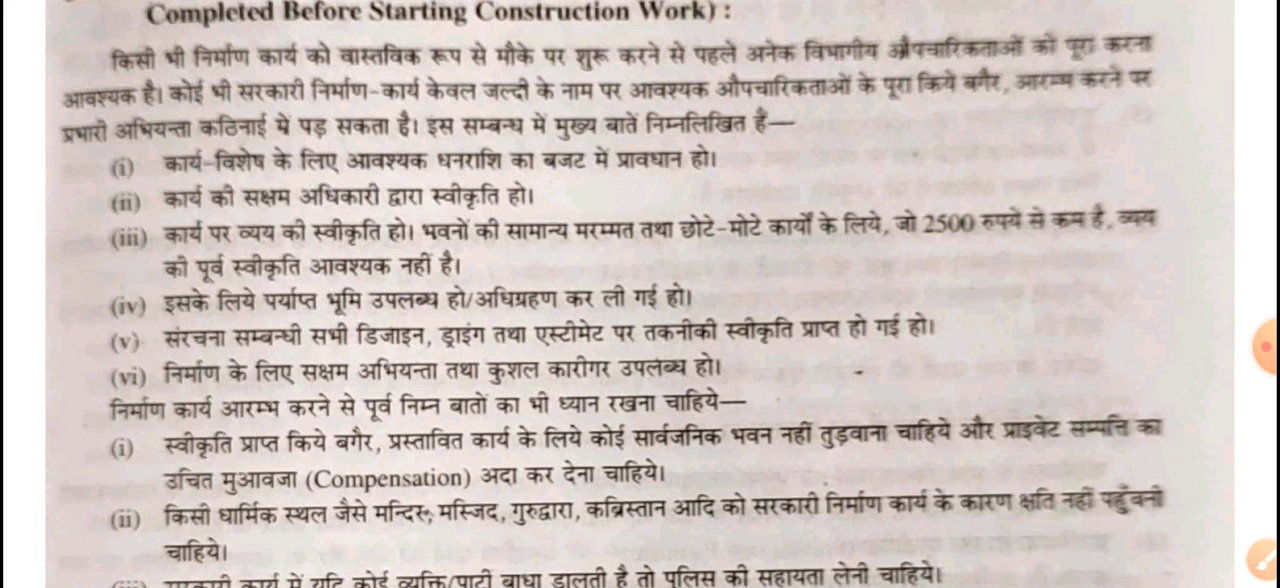 Completed Before Starting Construction Work) :
किसी भी निर्माण कार्य को वास्तविक रूप से मौके पर शुरू करने से पहले अनेक विभागीय औपचारिकताओं को पूरा करना
आवश्यक है। कोई भी सरकारी निर्माण-कार्य केवल जल्दी के नाम पर आवश्यक औपचारिकताओं के पूरा किये बगैर, आरम्भ करने पर
प्रभारी अभियन्ता कठिनाई में पड़ सकता है। इस सम्बन्ध में मुख्य बातें निम्नलिखित हैं—
(i) कार्य-विशेष के लिए आवश्यक धनराशि का बजट में प्रावधान हो।
(ii) कार्य की सक्षम अधिकारी द्वारा स्वीकृति हो।
(iii) कार्य पर व्यय की स्वीकृति हो। भवनों की सामान्य मरम्मत तथा छोटे-मोटे कार्यों के लिये, जो 2500 रुपये से कम है, व्यय
की पूर्व स्वीकृति आवश्यक नहीं है।
(iv) इसके लिये पर्याप्त भूमि उपलब्ध हो/अधिग्रहण कर ली गई हो।
(v) संरचना सम्बन्धी सभी डिजाइन, ड्राइंग तथा एस्टीमेट पर तकनीकी स्वीकृति प्राप्त हो गई हो।
(vi) निर्माण के लिए सक्षम अभियन्ता तथा कुशल कारीगर उपलब्ध हो।
निर्माण कार्य आरम्भ करने से पूर्व निम्न बातों का भी ध्यान रखना चाहिये—
(i) स्वीकृति प्राप्त किये बगैर, प्रस्तावित कार्य के लिये कोई सार्वजनिक भवन नहीं तुड़वाना चाहिये और प्राइवेट सम्पत्ति का
उचित मुआवजा (Compensation) अदा कर देना चाहिये।
(ii) किसी धार्मिक स्थल जैसे मन्दिर, मस्जिद, गुरुद्वारा, कब्रिस्तान आदि को सरकारी निर्माण कार्य के कारण क्षति नहीं पहुँचनी
चाहिये।
(iii) सरकारी कार्य में यदि कोई व्यक्ति/पार्टी बाधा डालती है तो पुलिस की सहायता लेनी चाहिये।